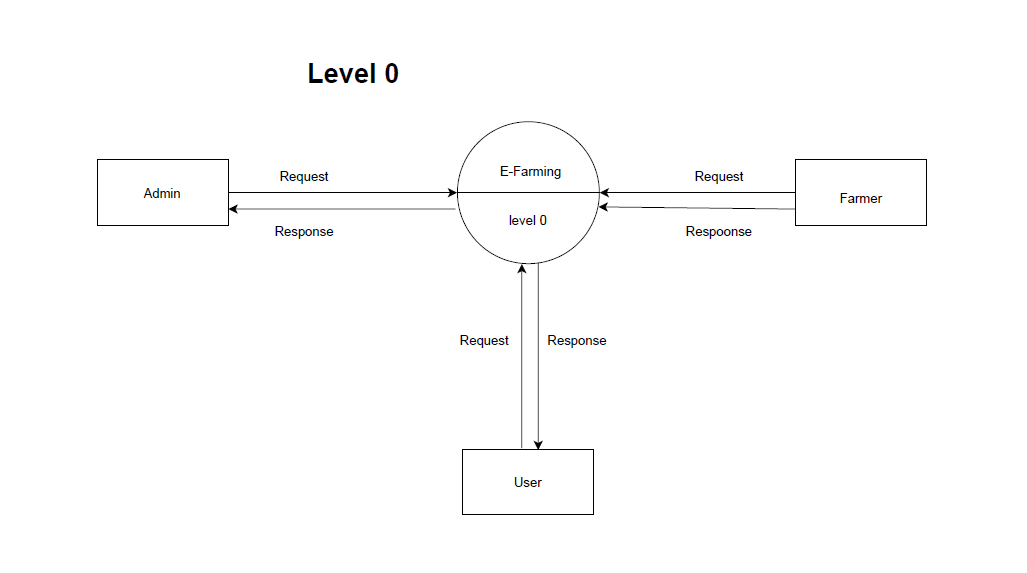 Level 0
E-Farming
Request
Request
Admin
Farmer
level 0
Response
Respoonse
Request
Response
User